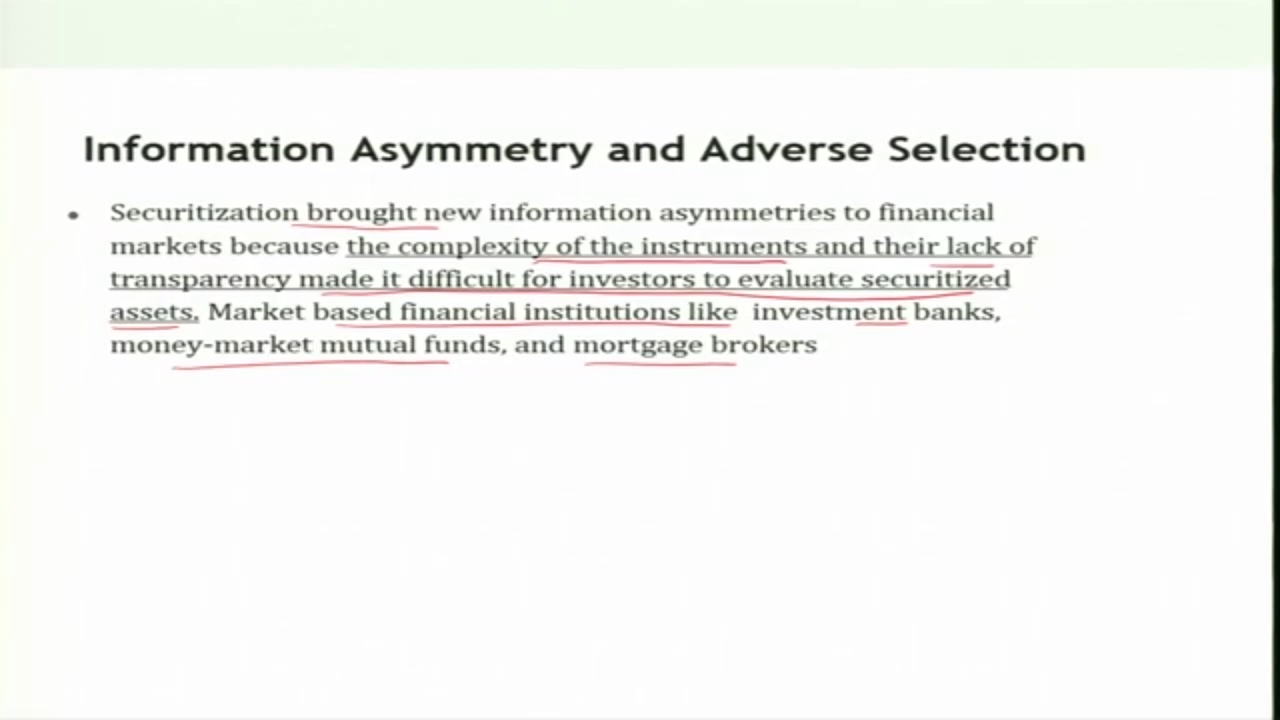 Information Asymmetry and Adverse Selection
• Securitization brought new information asymmetries to financial
markets because the complexity of the instruments and their lack of
transparency made it difficult for investors to evaluate securitized
assets. Market based financial institutions like investment banks,
money-market mutual funds, and mortgage brokers